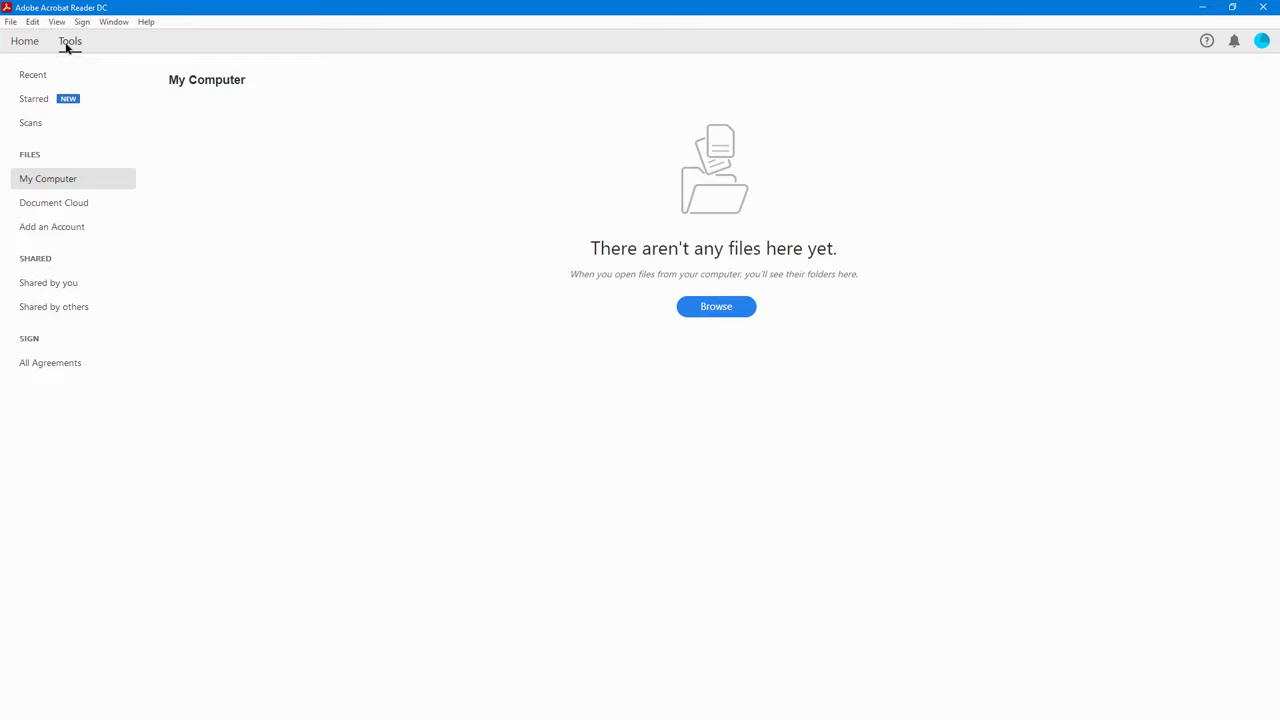 Adobe Acrobat Reader DC
File Edit View Sign Window Help
Home Tools
Recent
Starred NEW
Scans
FILES
My Computer
Document Cloud
Add an Account
SHARED
Shared by you
Shared by others
SIGN
All Agreements
My Computer
There aren't any files here yet.
When you open files from your computer, you'll see their folders here.
Browse